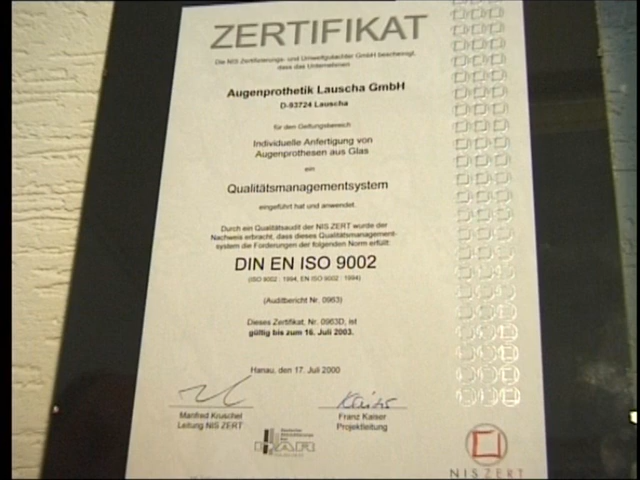 ZERTIFIKAT
Die NIS Zertifizierungs- und Umweltgutachter GmbH bescheinigt,
dass das Unternehmen
Augenprothetik Lauscha GmbH
D-93724 Lauscha
für den Geltungsbereich
Individuelle Anfertigung von
Augenprothesen aus Glas
ein
Qualitätsmanagementsystem
eingeführt hat und anwendet.
Durch ein Qualitätsaudit der NIS ZERT wurde der
Nachweis erbracht, dass dieses Qualitätsmanagement-
system die Forderungen der folgenden Norm erfüllt:
DIN EN ISO 9002
(ISO 9002 : 1994, EN ISO 9002 : 1994)
(Auditbericht Nr. 0963)
Dieses Zertifikat, Nr. 0963D, ist
gültig bis zum 16. Juli 2003.
Hanau, den 17. Juli 2000
Manfred Kruschel
Leitung NIS ZERT
Kaiser
Franz Kaiser
Projektleitung
NIS ZERT